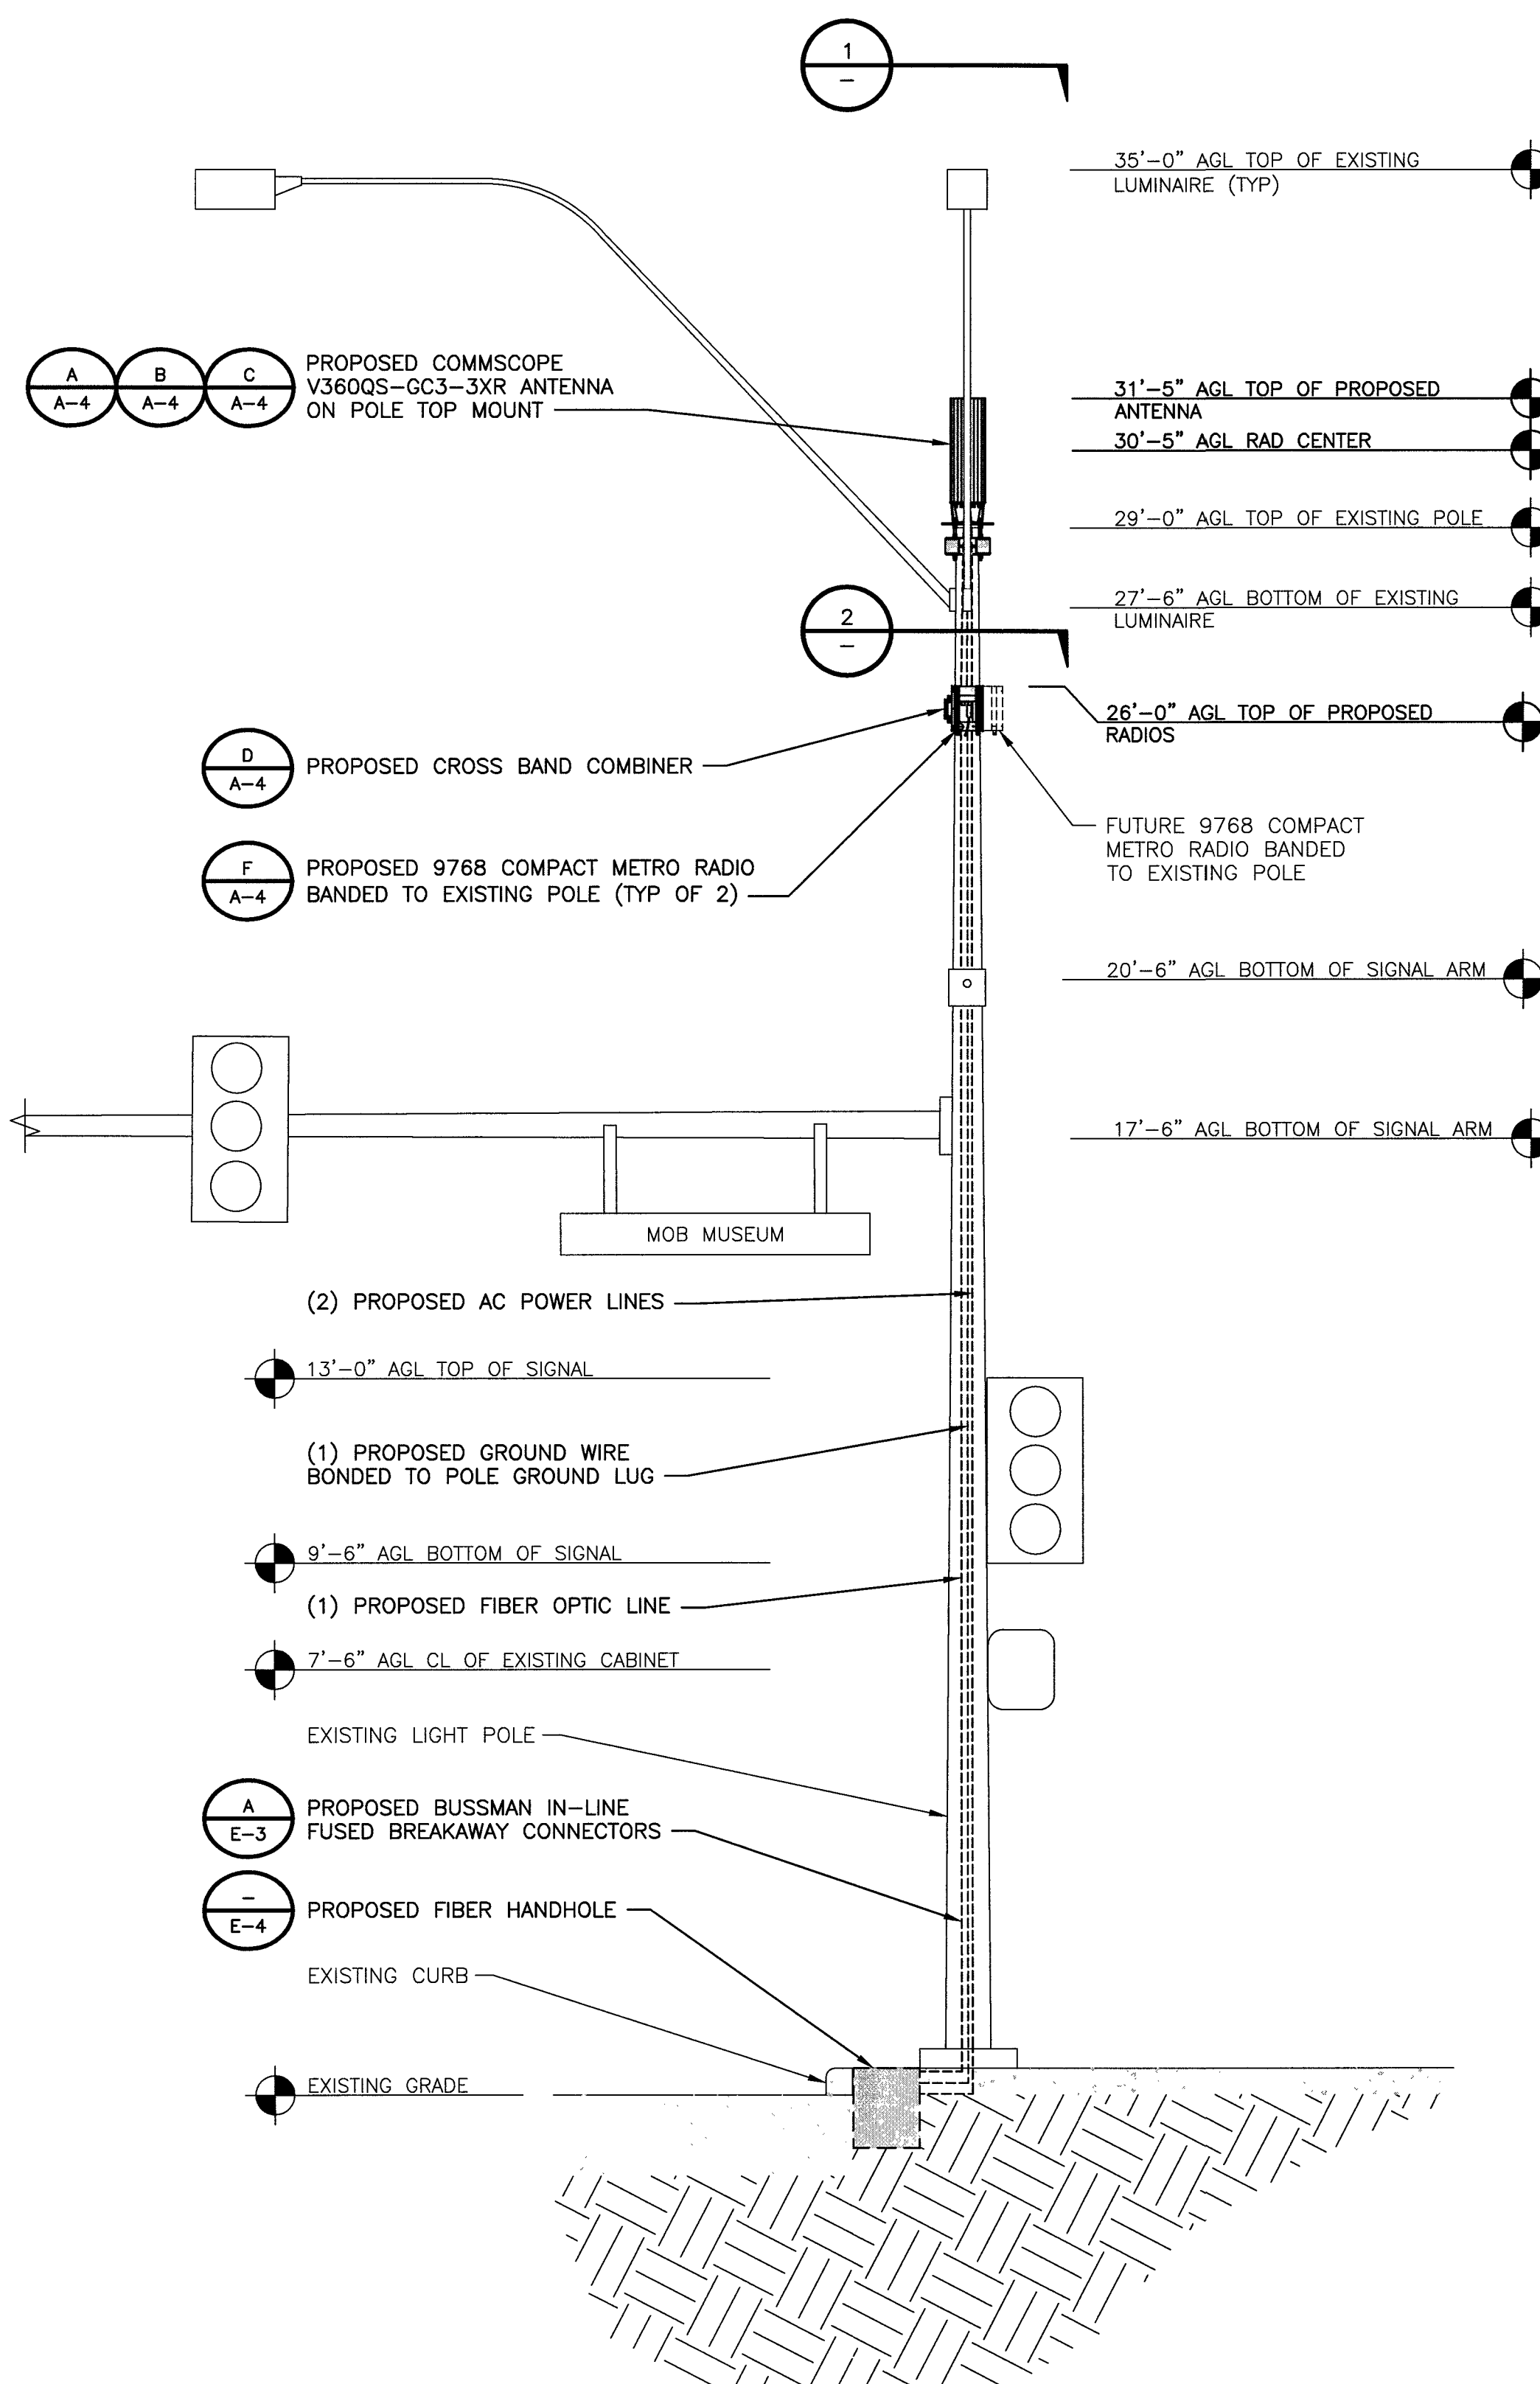 1
—
35'-0" AGL TOP OF EXISTING
LUMINAIRE (TYP)
A
A-4
B
A-4
C
A-4
PROPOSED COMMSCOPE
V360QS-GC3-3XR ANTENNA
ON POLE TOP MOUNT
31'-5" AGL TOP OF PROPOSED
ANTENNA
30'-5" AGL RAD CENTER
29'-0" AGL TOP OF EXISTING POLE
27'-6" AGL BOTTOM OF EXISTING
LUMINAIRE
2
—
26'-0" AGL TOP OF PROPOSED
RADIOS
D
A-4
PROPOSED CROSS BAND COMBINER
FUTURE 9768 COMPACT
METRO RADIO BANDED
TO EXISTING POLE
F
A-4
PROPOSED 9768 COMPACT METRO RADIO
BANDED TO EXISTING POLE (TYP OF 2)
20'-6" AGL BOTTOM OF SIGNAL ARM
17'-6" AGL BOTTOM OF SIGNAL ARM
MOB MUSEUM
(2) PROPOSED AC POWER LINES
13'-0" AGL TOP OF SIGNAL
(1) PROPOSED GROUND WIRE
BONDED TO POLE GROUND LUG
9'-6" AGL BOTTOM OF SIGNAL
(1) PROPOSED FIBER OPTIC LINE
7'-6" AGL CL OF EXISTING CABINET
EXISTING LIGHT POLE
A
E-3
PROPOSED BUSSMAN IN-LINE
FUSED BREAKAWAY CONNECTORS
—
E-4
PROPOSED FIBER HANDHOLE
EXISTING CURB
EXISTING GRADE